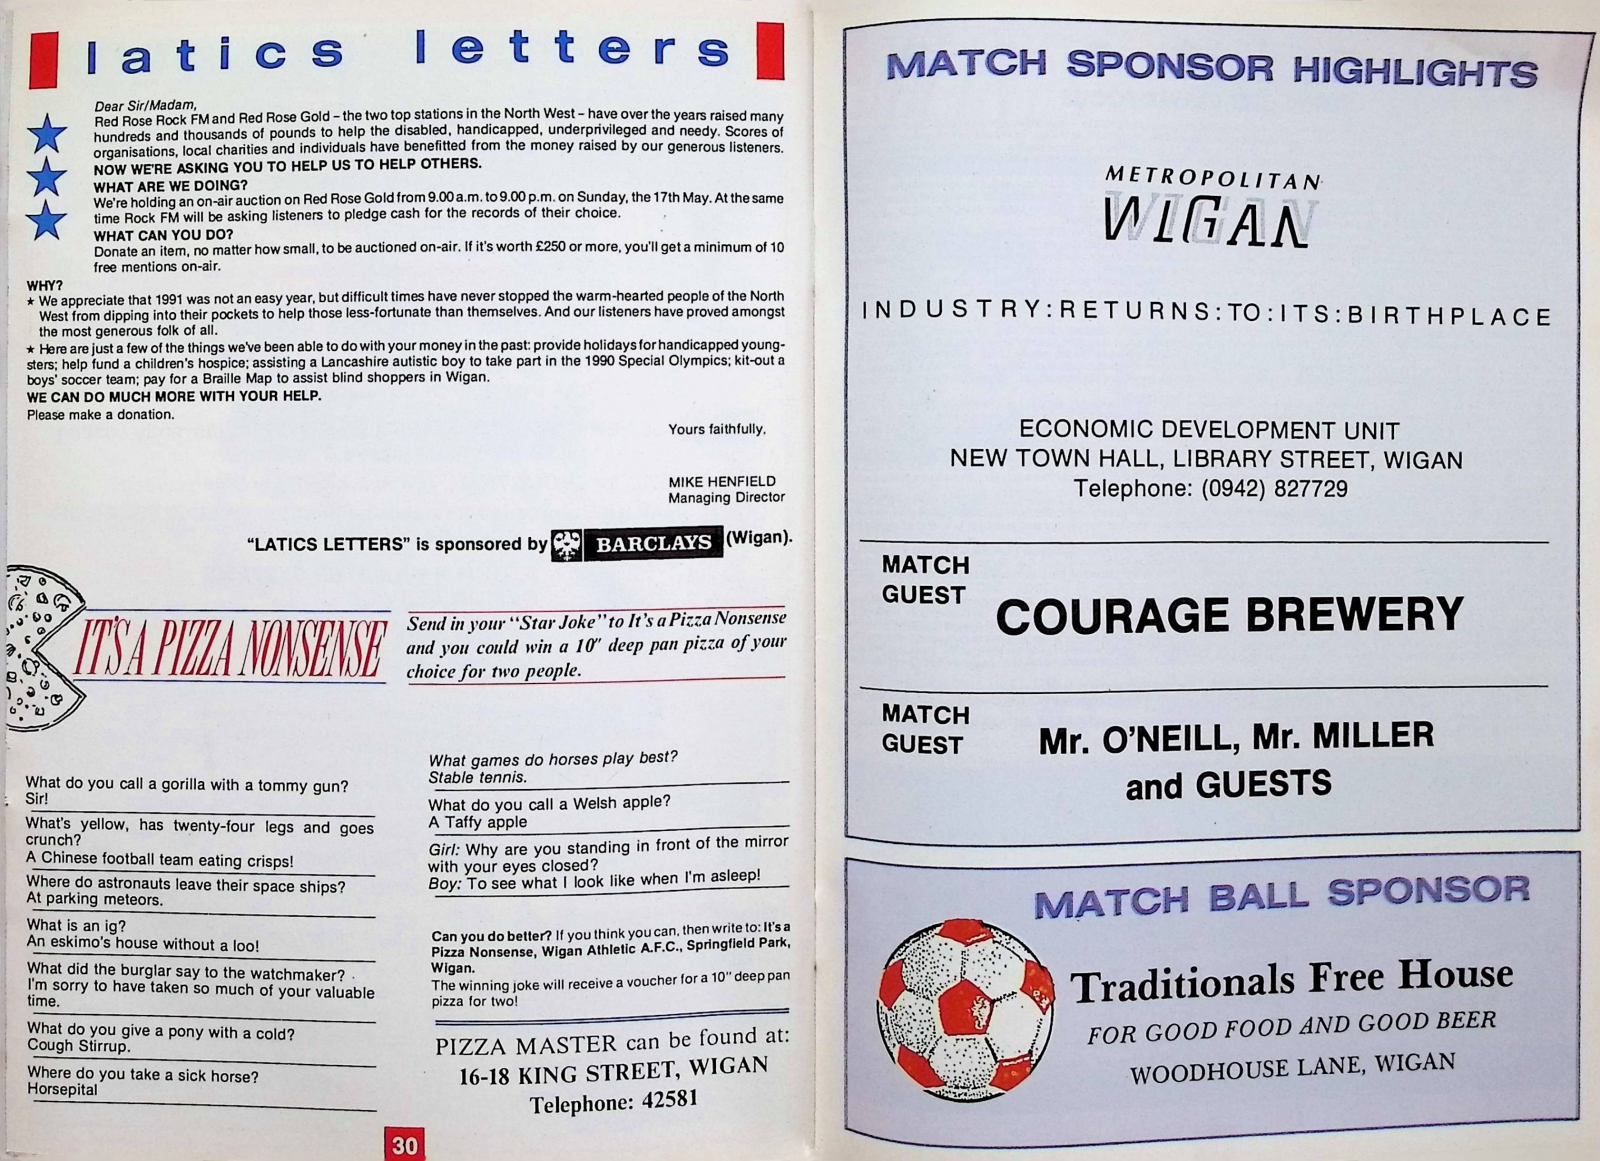 latics letters
Dear Sir/Madam,
Red Rose Rock FM and Red Rose Gold – the two top stations in the North West – have over the years raised many
hundreds and thousands of pounds to help the disabled, handicapped, underprivileged and needy. Scores of
organisations, local charities and individuals have benefitted from the money raised by our generous listeners.
NOW WE'RE ASKING YOU TO HELP US TO HELP OTHERS.
WHAT ARE WE DOING?
We're holding an on-air auction on Red Rose Gold from 9.00 a.m. to 9.00 p.m. on Sunday, the 17th May. At the same
time Rock FM will be asking listeners to pledge cash for the records of their choice.
WHAT CAN YOU DO?
Donate an item, no matter how small, to be auctioned on-air. If it's worth £250 or more, you'll get a minimum of 10
free mentions on-air.
WHY?
★ We appreciate that 1991 was not an easy year, but difficult times have never stopped the warm-hearted people of the North
West from dipping into their pockets to help those less-fortunate than themselves. And our listeners have proved amongst
the most generous folk of all.
★ Here are just a few of the things we've been able to do with your money in the past: provide holidays for handicapped young-
sters; help fund a children's hospice; assisting a Lancashire autistic boy to take part in the 1990 Special Olympics; kit-out a
boys' soccer team; pay for a Braille Map to assist blind shoppers in Wigan.
WE CAN DO MUCH MORE WITH YOUR HELP.
Please make a donation.
Yours faithfully,
MIKE HENFIELD
Managing Director
"LATICS LETTERS" is sponsored by BARCLAYS (Wigan).
IT'S A PIZZA NONSENSE
Send in your "Star Joke" to It's a Pizza Nonsense
and you could win a 10" deep pan pizza of your
choice for two people.
What do you call a gorilla with a tommy gun?
Sir!
What's yellow, has twenty-four legs and goes
crunch?
A Chinese football team eating crisps!
Where do astronauts leave their space ships?
At parking meteors.
What is an ig?
An eskimo's house without a loo!
What did the burglar say to the watchmaker?
I'm sorry to have taken so much of your valuable
time.
What do you give a pony with a cold?
Cough Stirrup.
Where do you take a sick horse?
Horsepital
What games do horses play best?
Stable tennis.
What do you call a Welsh apple?
A Taffy apple
Girl: Why are you standing in front of the mirror
with your eyes closed?
Boy: To see what I look like when I'm asleep!
Can you do better? If you think you can, then write to: It's a
Pizza Nonsense, Wigan Athletic A.F.C., Springfield Park,
Wigan.
The winning joke will receive a voucher for a 10" deep pan
pizza for two!
PIZZA MASTER can be found at:
16-18 KING STREET, WIGAN
Telephone: 42581
30
MATCH SPONSOR HIGHLIGHTS
METROPOLITAN
WIGAN
INDUSTRY:RETURNS:TO:ITS:BIRTHPLACE
ECONOMIC DEVELOPMENT UNIT
NEW TOWN HALL, LIBRARY STREET, WIGAN
Telephone: (0942) 827729
MATCH
GUEST
COURAGE BREWERY
MATCH
GUEST
Mr. O'NEILL, Mr. MILLER
and GUESTS
MATCH BALL SPONSOR
Traditionals Free House
FOR GOOD FOOD AND GOOD BEER
WOODHOUSE LANE, WIGAN